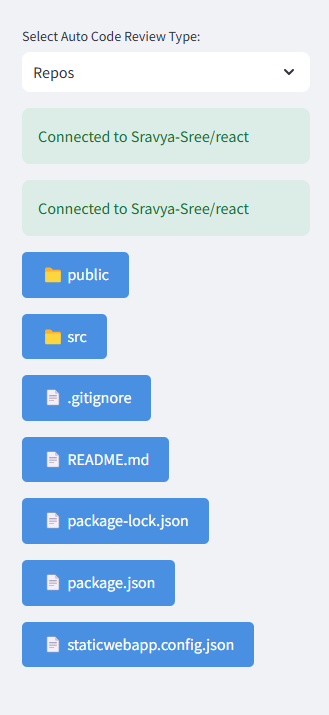 Select Auto Code Review Type:
Repos
Connected to Sravya-Sree/react
Connected to Sravya-Sree/react
public
src
.gitignore
README.md
package-lock.json
package.json
staticwebapp.config.json